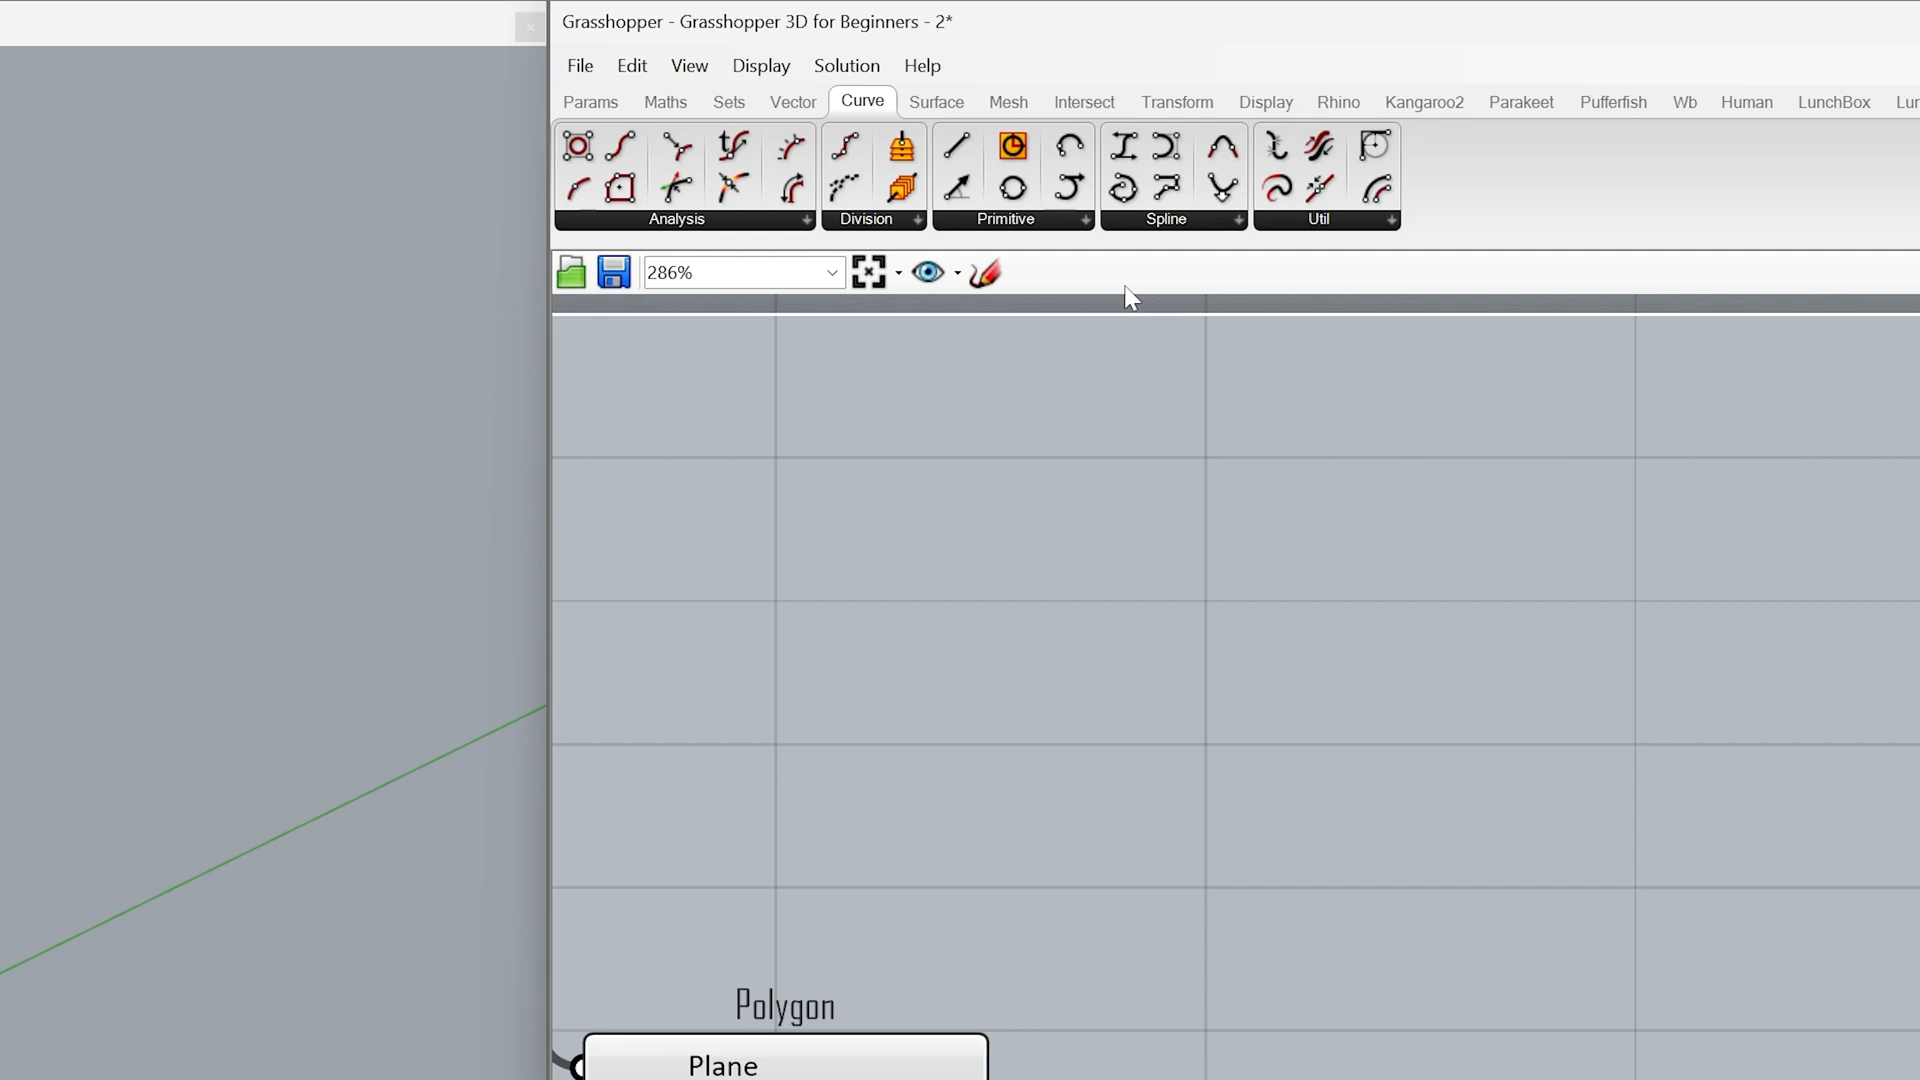 Grasshopper - Grasshopper 3D for Beginners - 2*
File Edit View Display Solution Help
Params Maths Sets Vector Curve Surface Mesh Intersect Transform Display Rhino Kangaroo2 Parakeet Pufferfish Wb Human LunchBox
Analysis Division Primitive Spline Util
286%
Polygon
Plane